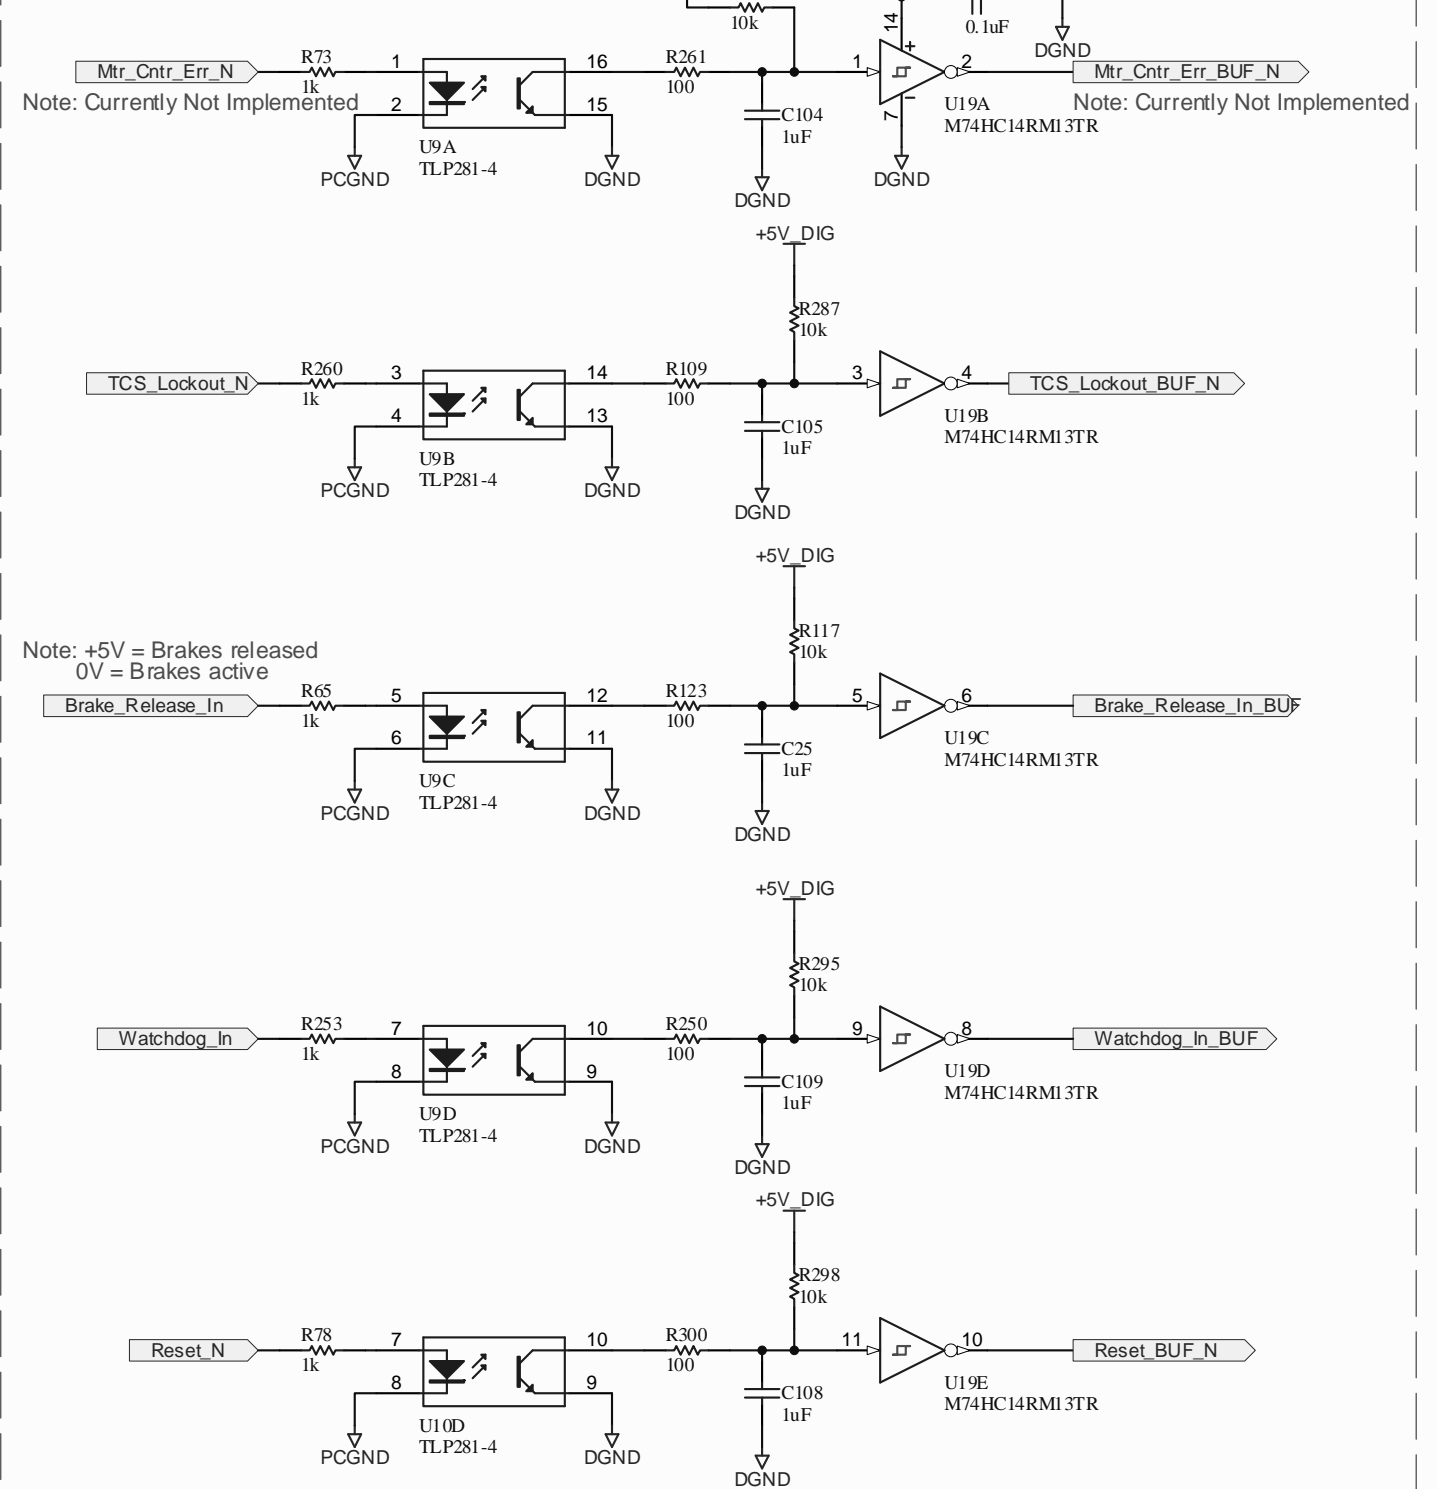 10k
14
0.1uF
DGND
Mtr_Cntr_Err_N
R73
1k
1
16
R261
100
1
+
2
Mtr_Cntr_Err_BUF_N
Note: Currently Not Implemented
2
15
C104
1uF
7
−
U19A
M74HC14RM13TR
Note: Currently Not Implemented
U9A
TLP281-4
PCGND
DGND
DGND
DGND
+5V_DIG
R287
10k
TCS_Lockout_N
R260
1k
3
14
R109
100
3
4
TCS_Lockout_BUF_N
4
13
C105
1uF
U19B
M74HC14RM13TR
U9B
TLP281-4
PCGND
DGND
DGND
+5V_DIG
R117
10k
Note: +5V = Brakes released
0V = Brakes active
Brake_Release_In
R65
1k
5
12
R123
100
5
6
Brake_Release_In_BUF
6
11
C25
1uF
U19C
M74HC14RM13TR
U9C
TLP281-4
PCGND
DGND
DGND
+5V_DIG
R295
10k
Watchdog_In
R253
1k
7
10
R250
100
9
8
Watchdog_In_BUF
8
9
C109
1uF
U19D
M74HC14RM13TR
U9D
TLP281-4
PCGND
DGND
DGND
+5V_DIG
R298
10k
Reset_N
R78
1k
7
10
R300
100
11
10
Reset_BUF_N
8
9
C108
1uF
U19E
M74HC14RM13TR
U10D
TLP281-4
PCGND
DGND
DGND